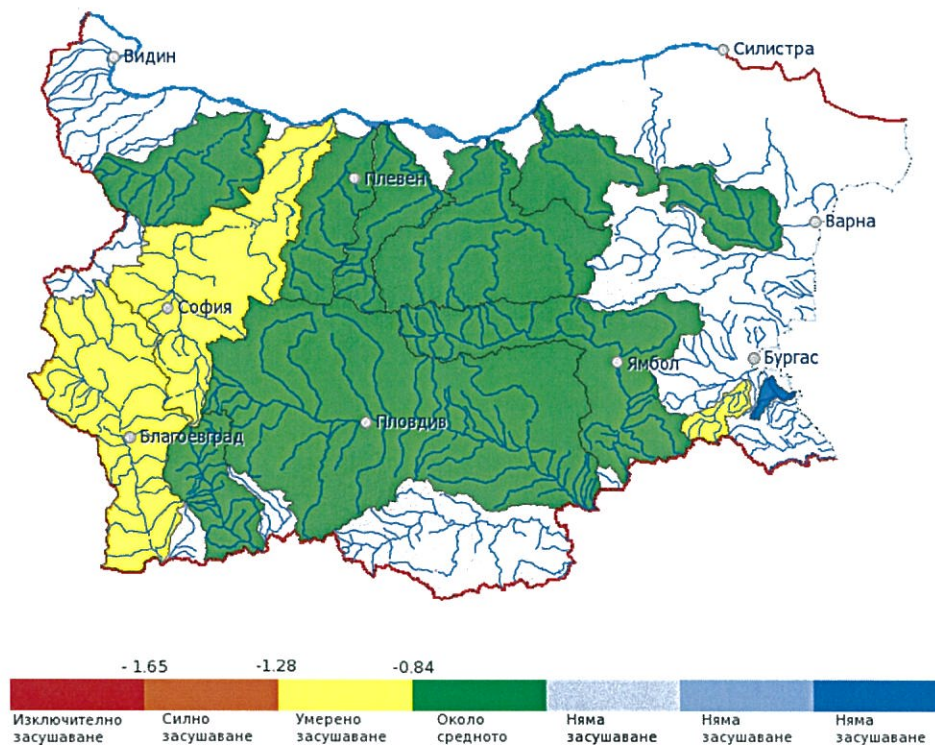 Видин
Силистра
Плевен
Варна
София
Ямбол
Бургас
Благоевград
Пловдив
- 1.65 -1.28 -0.84
Изключително засушаване
Силно засушаване
Умерено засушаване
Около средното
Няма засушаване
Няма засушаване
Няма засушаване